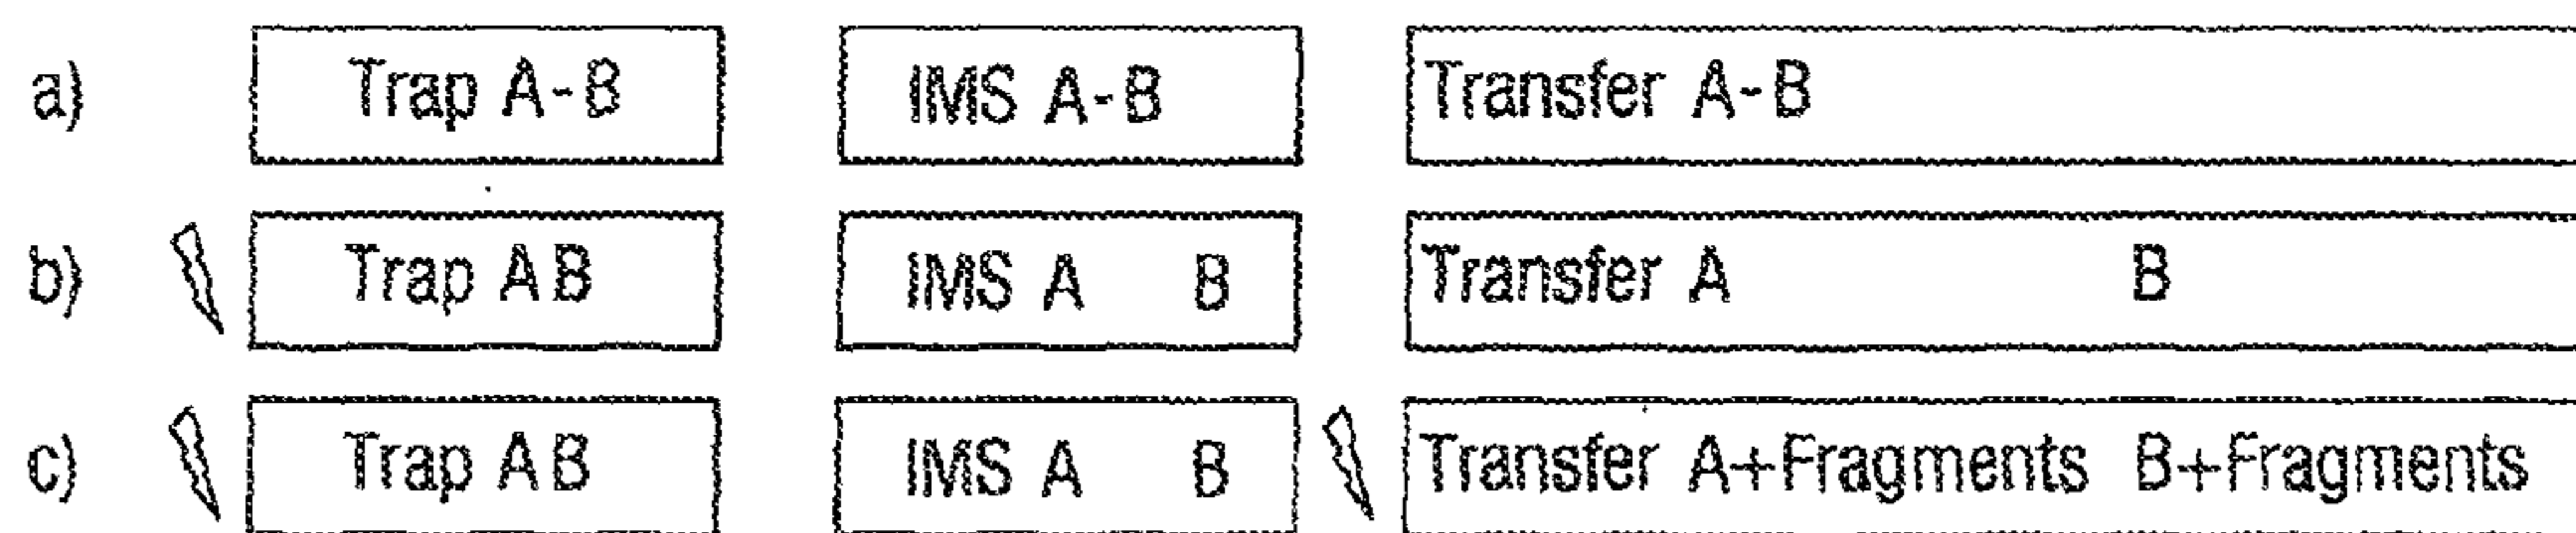 a) Trap A-B IMS A-B Transfer A-B
b) Trap AB IMS A B Transfer A B
c) Trap AB IMS A B Transfer A+Fragments B+Fragments